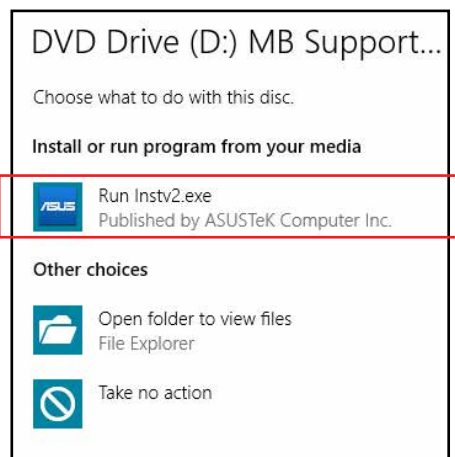 DVD Drive (D:) MB Support...
Choose what to do with this disc.
Install or run program from your media
ASUS
Run Instv2.exe
Published by ASUSTeK Computer Inc.
Other choices
Open folder to view files
File Explorer
Take no action